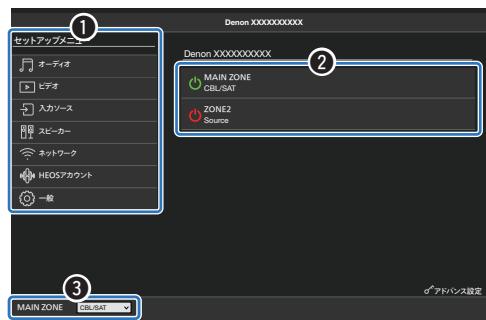 Denon XXXXXXXXXX
①
セットアップメニュー
オーディオ
ビデオ
入力ソース
スピーカー
ネットワーク
HEOSアカウント
一般
Denon XXXXXXXXXX
②
MAIN ZONE
CBL/SAT
ZONE2
Source
アドバンス設定
③
MAIN ZONE CBL/SAT